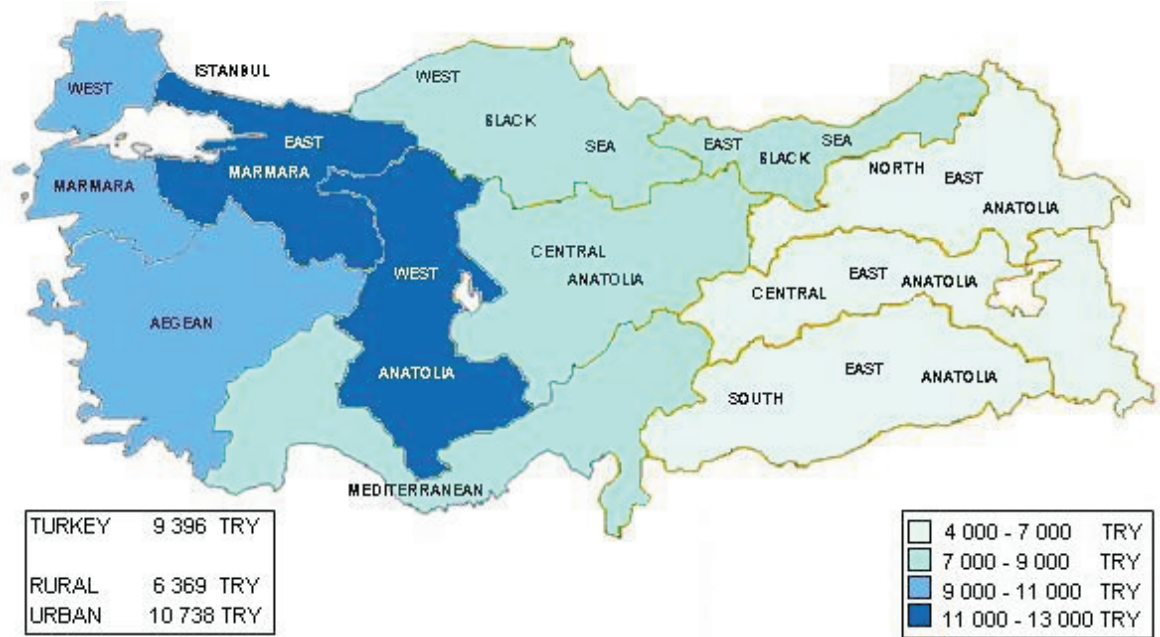 ISTANBUL
WEST
WEST
BLACK
SEA
EAST
MARMARA
EAST
BLACK
SEA
NORTH
EAST
ANATOLIA
MARMARA
WEST
CENTRAL
ANATOLIA
EAST
CENTRAL
ANATOLIA
AEGEAN
ANATOLIA
EAST
SOUTH
ANATOLIA
MEDITERRANEAN
TURKEY 9 396 TRY
RURAL 6 369 TRY
URBAN 10 738 TRY
4 000 - 7 000 TRY
7 000 - 9 000 TRY
9 000 - 11 000 TRY
11 000 - 13 000 TRY